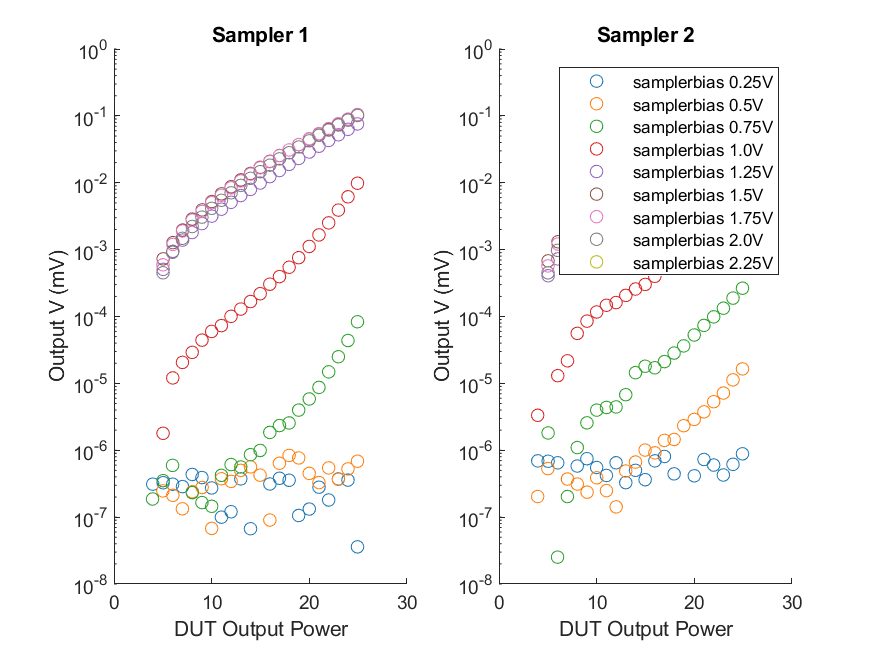 Sampler 1
10^0
10^-1
10^-2
10^-3
10^-4
10^-5
10^-6
10^-7
10^-8
Output V (mV)
0 10 20 30
DUT Output Power
Sampler 2
10^0
10^-1
10^-2
10^-3
10^-4
10^-5
10^-6
10^-7
10^-8
Output V (mV)
0 10 20 30
DUT Output Power
samplerbias 0.25V
samplerbias 0.5V
samplerbias 0.75V
samplerbias 1.0V
samplerbias 1.25V
samplerbias 1.5V
samplerbias 1.75V
samplerbias 2.0V
samplerbias 2.25V